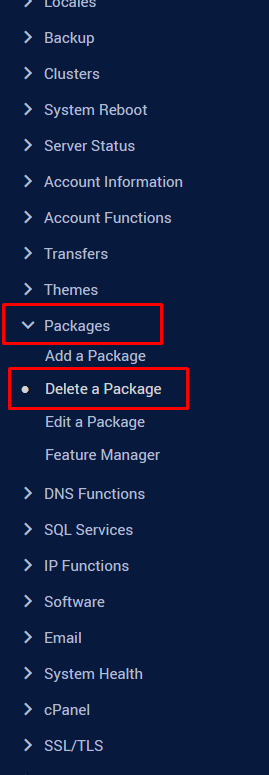 Locales
Backup
Clusters
System Reboot
Server Status
Account Information
Account Functions
Transfers
Themes
Packages
Add a Package
Delete a Package
Edit a Package
Feature Manager
DNS Functions
SQL Services
IP Functions
Software
Email
System Health
cPanel
SSL/TLS